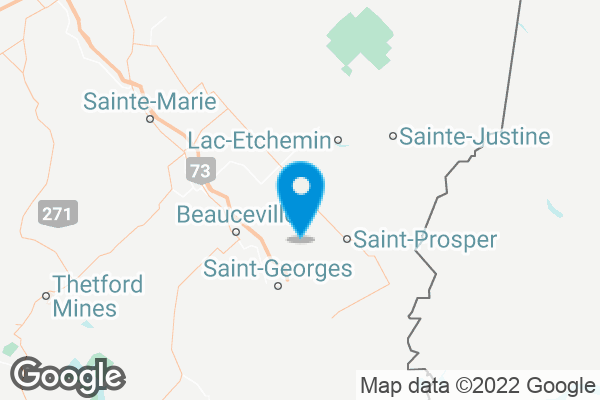 Sainte-Marie
Lac-Etchemin
Sainte-Justine
73
271
Beauceville
Saint-Prosper
Saint-Georges
Thetford
Mines
Google
Map data ©2022 Google